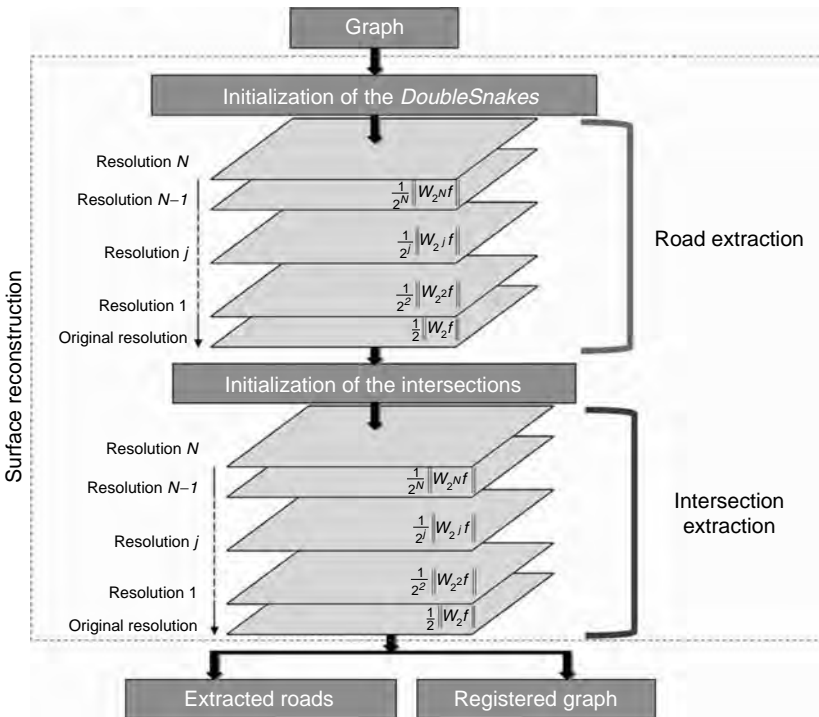 Graph
Initialization of the DoubleSnakes
Resolution N
Resolution N–1
1/2^N ||W_2^N f||
Resolution j
1/2^j ||W_2^j f||
Road extraction
Resolution 1
1/2^2 ||W_2^2 f||
Original resolution
1/2 ||W_2 f||
Surface reconstruction
Initialization of the intersections
Resolution N
Resolution N–1
1/2^N ||W_2^N f||
Resolution j
1/2^j ||W_2^j f||
Intersection
extraction
Resolution 1
1/2^2 ||W_2^2 f||
Original resolution
1/2 ||W_2 f||
Extracted roads
Registered graph